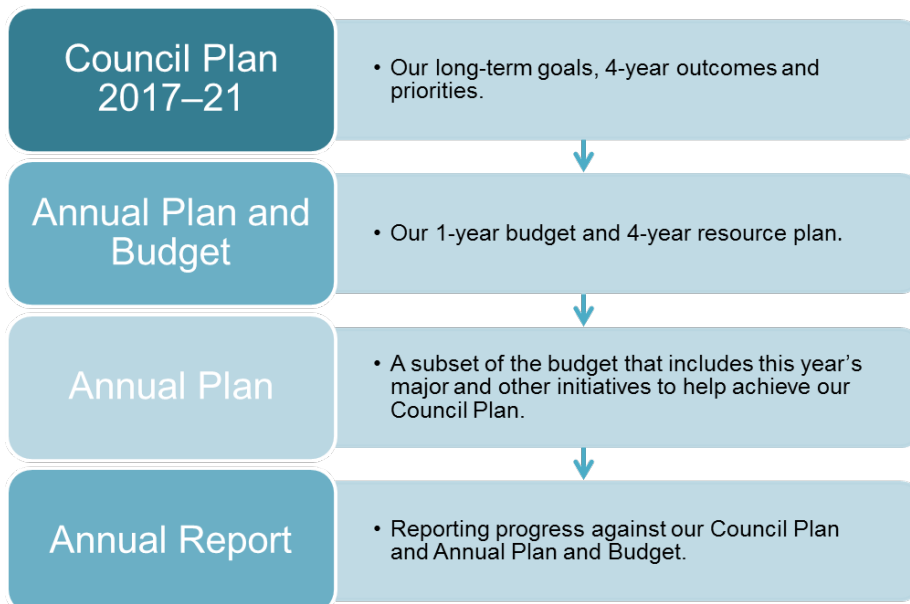 Council Plan
2017–21
• Our long-term goals, 4-year outcomes and
priorities.
Annual Plan and
Budget
• Our 1-year budget and 4-year resource plan.
Annual Plan
• A subset of the budget that includes this year’s
major and other initiatives to help achieve our
Council Plan.
Annual Report
• Reporting progress against our Council Plan
and Annual Plan and Budget.